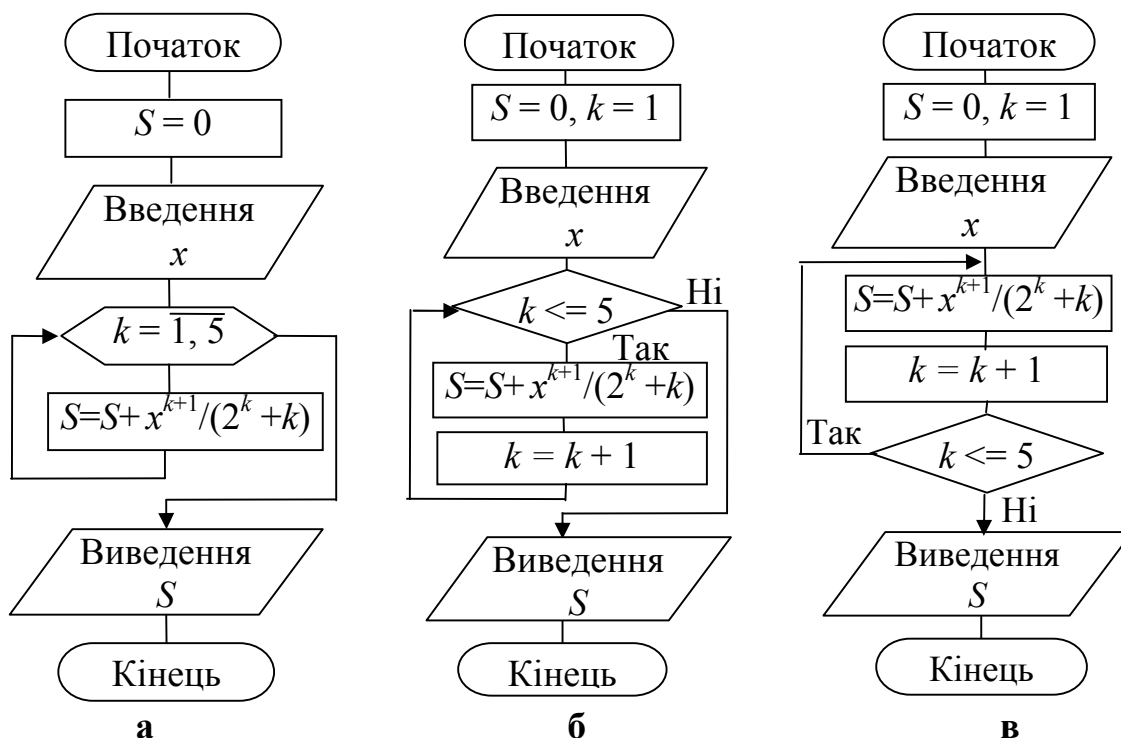 Початок
S = 0
Введення
x
k = 1, 5
S=S+ x^{k+1}/(2^k +k)
Виведення
S
Кінець
а
Початок
S = 0, k = 1
Введення
x
k <= 5
Ні
Так
S=S+ x^{k+1}/(2^k +k)
k = k + 1
Виведення
S
Кінець
б
Початок
S = 0, k = 1
Введення
x
S=S+ x^{k+1}/(2^k +k)
k = k + 1
Так
k <= 5
Ні
Виведення
S
Кінець
в